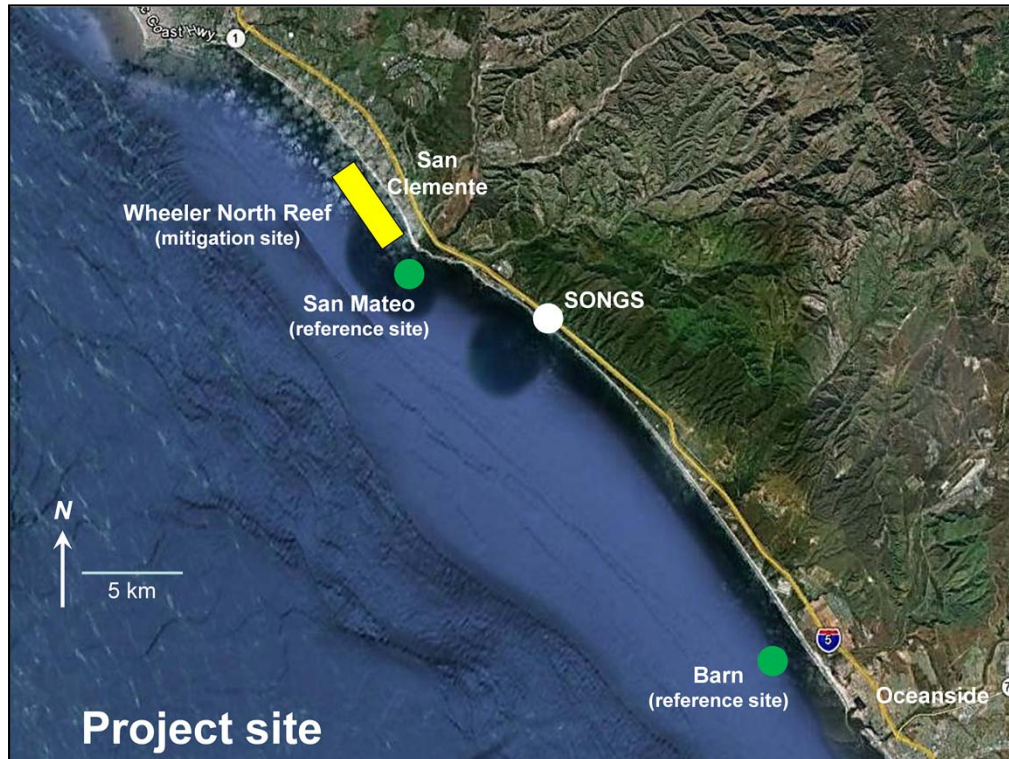 Coast Hwy
1
San
Clemente
Wheeler North Reef
(mitigation site)
San Mateo
(reference site)
SONGS
N
5 km
5
Barn
(reference site)
Oceanside
7
Project site